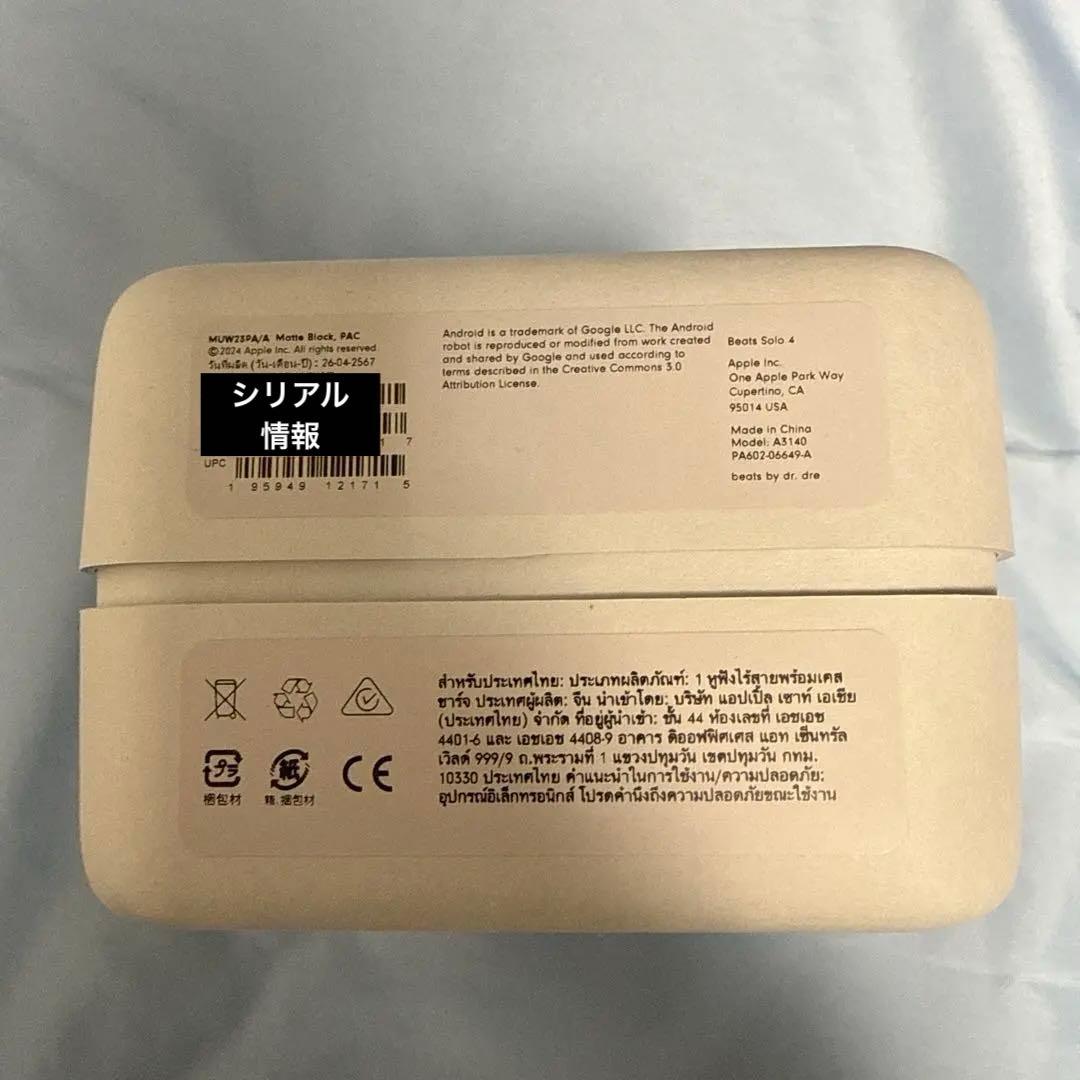 MUW23PA/A Matte Black, PAC
©2024 Apple Inc. All rights reserved
วันที่ผลิต (วัน-เดือน-ปี): 26-04-2567
シリアル
情報
1 7
UPC
1 95949 12171 5
Android is a trademark of Google LLC. The Android
robot is reproduced or modified from work created
and shared by Google and used according to
terms described in the Creative Commons 3.0
Attribution License.
Beats Solo 4
Apple Inc.
One Apple Park Way
Cupertino, CA
95014 USA
Made in China
Model: A3140
PA602-06649-A
beats by dr. dre
プラ
梱包材
紙
箱,梱包材
CE
สำหรับประเทศไทย: ประเภทผลิตภัณฑ์: 1 หูฟังไร้สายพร้อมเคส
ชาร์จ ประเทศผู้ผลิต: จีน นำเข้าโดย: บริษัท แอปเปิ้ล เซาท์ เอเชีย
(ประเทศไทย) จำกัด ที่อยู่ผู้นำเข้า: ชั้น 44 ห้องเลขที่ เอชเอช
4401-6 และ เอชเอช 4408-9 อาคาร ดิออฟฟิศเศส แอท เซ็นทรัล
เวิลด์ 999/9 ถ.พระรามที่ 1 แขวงปทุมวัน เขตปทุมวัน กทม.
10330 ประเทศไทย คำแนะนำในการใช้งาน/ความปลอดภัย:
อุปกรณ์อิเล็กทรอนิกส์ โปรดคำนึงถึงความปลอดภัยขณะใช้งาน